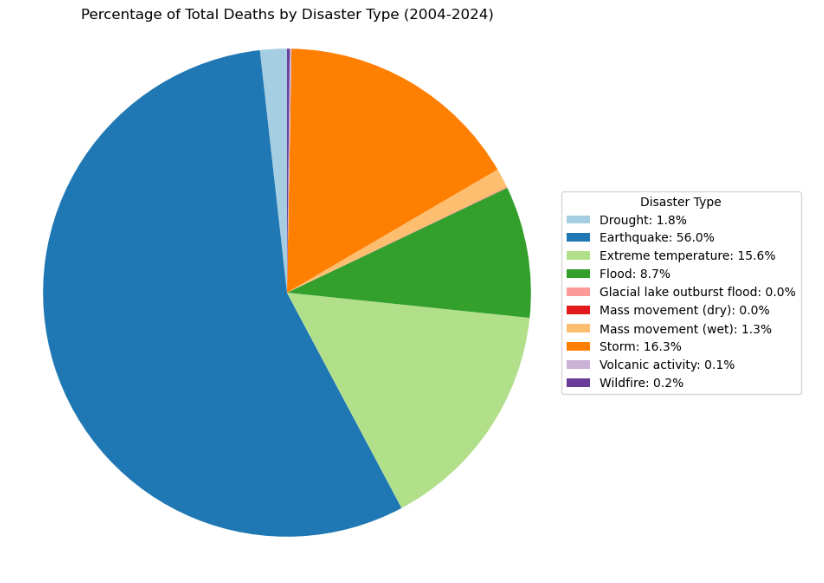 Percentage of Total Deaths by Disaster Type (2004-2024)
Disaster Type
Drought: 1.8%
Earthquake: 56.0%
Extreme temperature: 15.6%
Flood: 8.7%
Glacial lake outburst flood: 0.0%
Mass movement (dry): 0.0%
Mass movement (wet): 1.3%
Storm: 16.3%
Volcanic activity: 0.1%
Wildfire: 0.2%